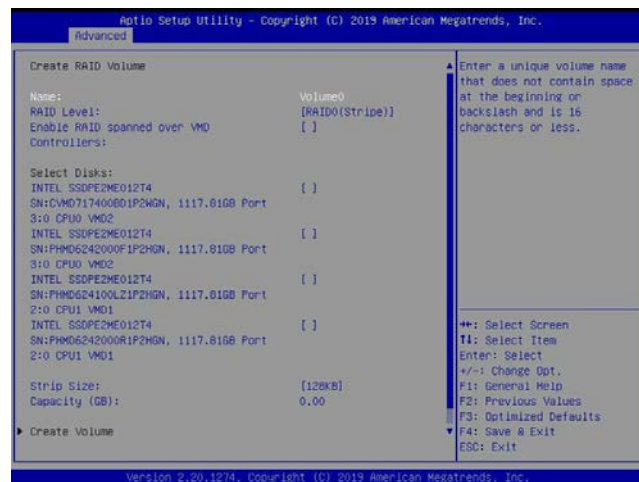 Aptio Setup Utility - Copyright (C) 2019 American Megatrends, Inc.
Advanced
Create RAID Volume
Name: Volume0
RAID Level: [RAID0(Stripe)]
Enable RAID spanned over VMD [ ]
Controllers:
Select Disks:
INTEL SSDPE2ME012T4 [ ]
SN:CVMD717400BD1P2WGN, 1117.81GB Port
3:0 CPU0 VMD2
INTEL SSDPE2ME012T4 [ ]
SN:PHMD6242000F1P2HGN, 1117.81GB Port
3:0 CPU0 VMD2
INTEL SSDPE2ME012T4 [ ]
SN:PHMD624100LZ1P2HGN, 1117.81GB Port
2:0 CPU1 VMD1
INTEL SSDPE2ME012T4 [ ]
SN:PHMD6242000R1P2HGN, 1117.81GB Port
2:0 CPU1 VMD1
Strip Size: [128KB]
Capacity (GB): 0.00
Create Volume
Enter a unique volume name
that does not contain space
at the beginning or
backslash and is 16
characters or less.
→←: Select Screen
↑↓: Select Item
Enter: Select
+/-: Change Opt.
F1: General Help
F2: Previous Values
F3: Optimized Defaults
F4: Save & Exit
ESC: Exit
Version 2.20.1274. Copyright (C) 2019 American Megatrends, Inc.